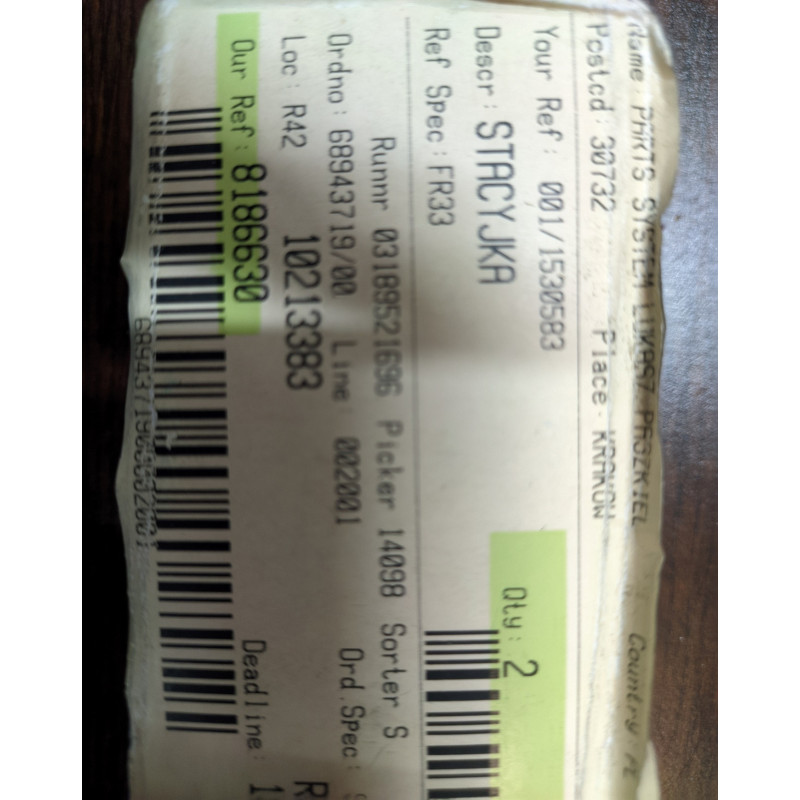 Name: PARTS SYSTEM LUKASZ PASZKIEL Country: PL
Postcd: 30732 Place: KRAKOW
Your Ref: 001/1530583
Descr: STACYJKA Qty: 2
Ref Spec: FR33
Runnr 03189521696 Picker 14098 Sorter S
Ordno: 68943719/00 Line: 002001 Ord.Spec:
Loc: R42 10213383
Our Ref: 8186630 Deadline: